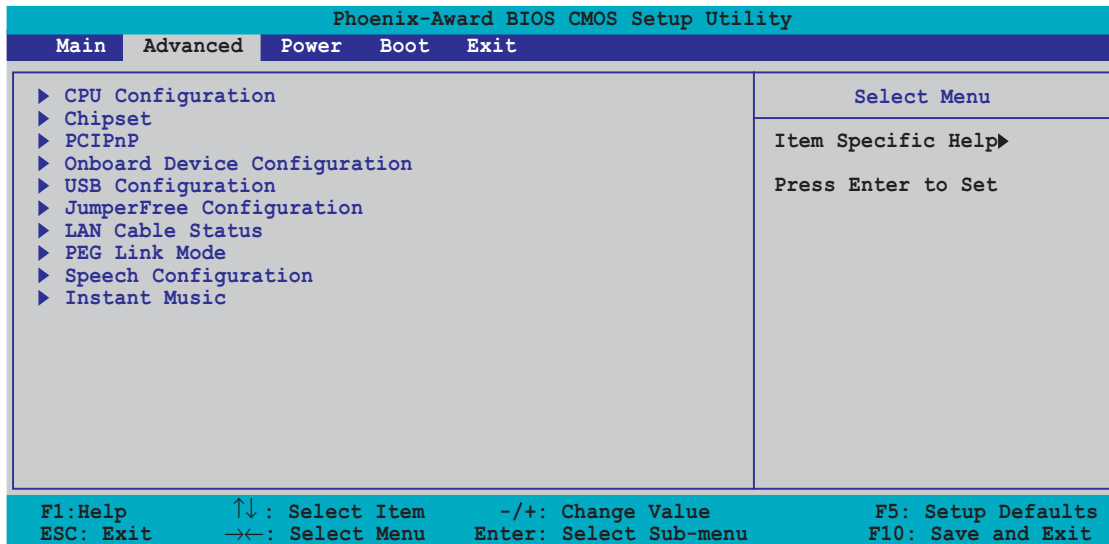 Phoenix-Award BIOS CMOS Setup Utility
Main Advanced Power Boot Exit
CPU Configuration
Chipset
PCIPnP
Onboard Device Configuration
USB Configuration
JumperFree Configuration
LAN Cable Status
PEG Link Mode
Speech Configuration
Instant Music
Select Menu
Item Specific Help
Press Enter to Set
F1:Help ↑↓: Select Item -/+: Change Value F5: Setup Defaults
ESC: Exit →←: Select Menu Enter: Select Sub-menu F10: Save and Exit